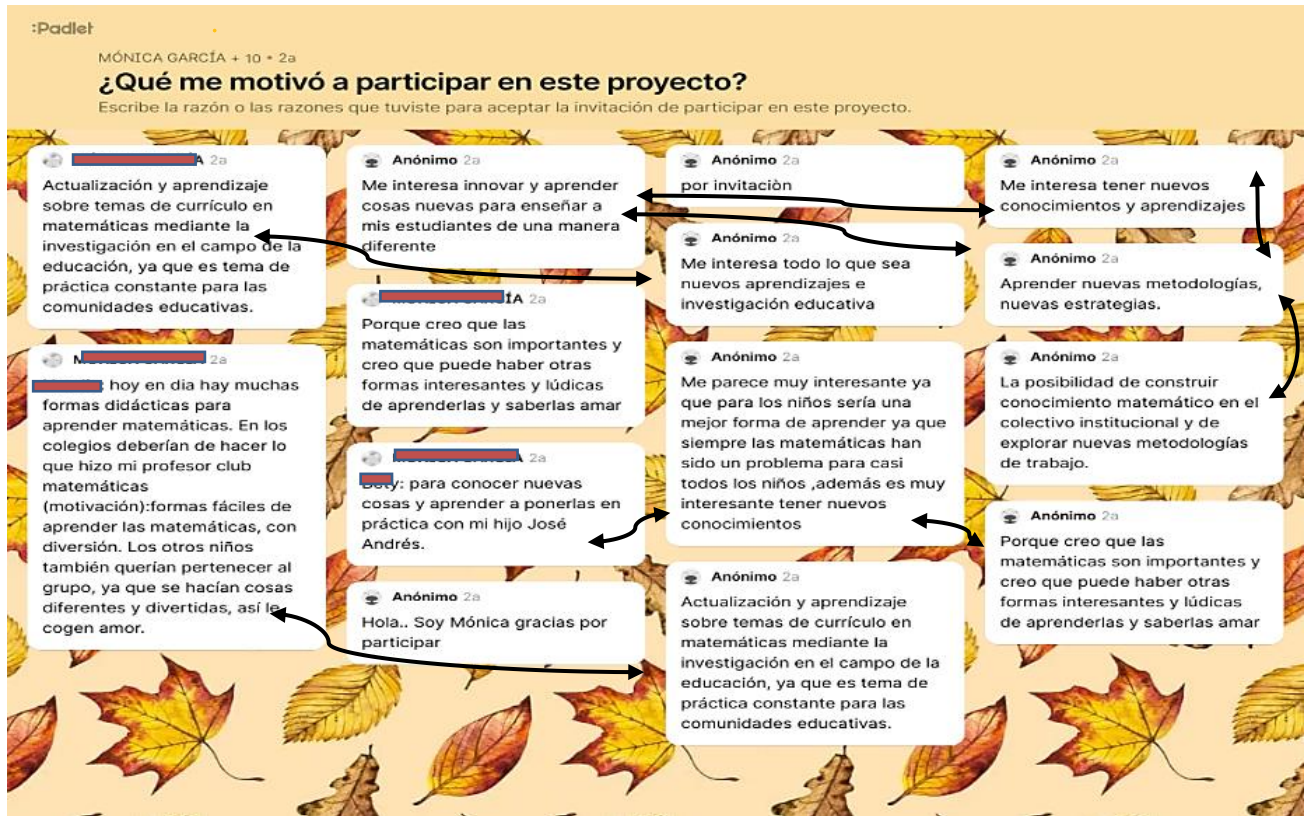 :Padlet
MÓNICA GARCÍA + 10 • 2a
¿Qué me motivó a participar en este proyecto?
Escribe la razón o las razones que tuviste para aceptar la invitación de participar en este proyecto.
A 2a
Actualización y aprendizaje
sobre temas de currículo en
matemáticas mediante la
investigación en el campo de la
educación, ya que es tema de
práctica constante para las
comunidades educativas.
2a
: hoy en dia hay muchas
formas didácticas para
aprender matemáticas. En los
colegios deberían de hacer lo
que hizo mi profesor club
matemáticas
(motivación):formas fáciles de
aprender las matemáticas, con
diversión. Los otros niños
también querían pertenecer al
grupo, ya que se hacían cosas
diferentes y divertidas, así le
cogen amor.
Anónimo 2a
Me interesa innovar y aprender
cosas nuevas para enseñar a
mis estudiantes de una manera
diferente
ÍA 2a
Porque creo que las
matemáticas son importantes y
creo que puede haber otras
formas interesantes y lúdicas
de aprenderlas y saberlas amar
2a
: para conocer nuevas
cosas y aprender a ponerlas en
práctica con mi hijo José
Andrés.
Anónimo 2a
Hola.. Soy Mónica gracias por
participar
Anónimo 2a
por invitaciòn
Anónimo 2a
Me interesa todo lo que sea
nuevos aprendizajes e
investigación educativa
Anónimo 2a
Me parece muy interesante ya
que para los niños sería una
mejor forma de aprender ya que
siempre las matemáticas han
sido un problema para casi
todos los niños ,además es muy
interesante tener nuevos
conocimientos
Anónimo 2a
Actualización y aprendizaje
sobre temas de currículo en
matemáticas mediante la
investigación en el campo de la
educación, ya que es tema de
práctica constante para las
comunidades educativas.
Anónimo 2a
Me interesa tener nuevos
conocimientos y aprendizajes
Anónimo 2a
Aprender nuevas metodologías,
nuevas estrategias.
Anónimo 2a
La posibilidad de construir
conocimiento matemático en el
colectivo institucional y de
explorar nuevas metodologías
de trabajo.
Anónimo 2a
Porque creo que las
matemáticas son importantes y
creo que puede haber otras
formas interesantes y lúdicas
de aprenderlas y saberlas amar